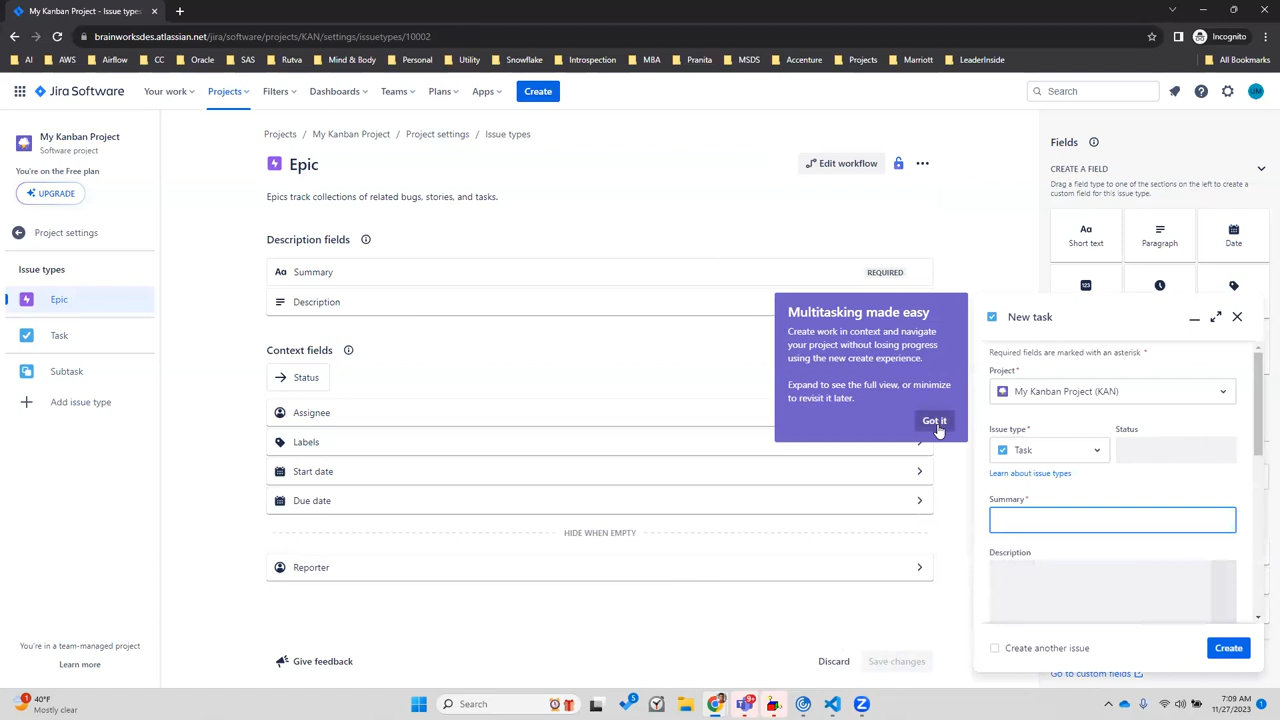 My Kanban Project - Issue types
brainworksdes.atlassian.net/jira/software/projects/KAN/settings/issuetypes/10002
Incognito
AI
AWS
Airflow
CC
Oracle
SAS
Rutva
Mind & Body
Personal
Utility
Snowflake
Introspection
MBA
Pranita
MSDS
Accenture
Projects
Marriott
LeaderInside
All Bookmarks
Jira Software
Your work
Projects
Filters
Dashboards
Teams
Plans
Apps
Create
Search
My Kanban Project
Software project
You're on the Free plan
UPGRADE
Project settings
Issue types
Epic
Task
Subtask
Add issue type
You're in a team-managed project
Learn more
Projects / My Kanban Project / Project settings / Issue types
Epic
Edit workflow
Epics track collections of related bugs, stories, and tasks.
Description fields
Aa Summary
REQUIRED
Description
Context fields
Status
Assignee
Labels
Start date
Due date
HIDE WHEN EMPTY
Reporter
Give feedback
Discard
Save changes
Fields
CREATE A FIELD
Drag a field type to one of the sections on the left to create a
custom field for this issue type.
Aa
Short text
Paragraph
Date
123
Multitasking made easy
Create work in context and navigate
your project without losing progress
using the new create experience.
Expand to see the full view, or minimize
to revisit it later.
Got it
New task
Required fields are marked with an asterisk *
Project *
My Kanban Project (KAN)
Issue type *
Status
Task
Learn about issue types
Summary *
Description
Create another issue
Create
Go to custom fields
40°F
Mostly clear
Search
5
7:09 AM
11/27/2023